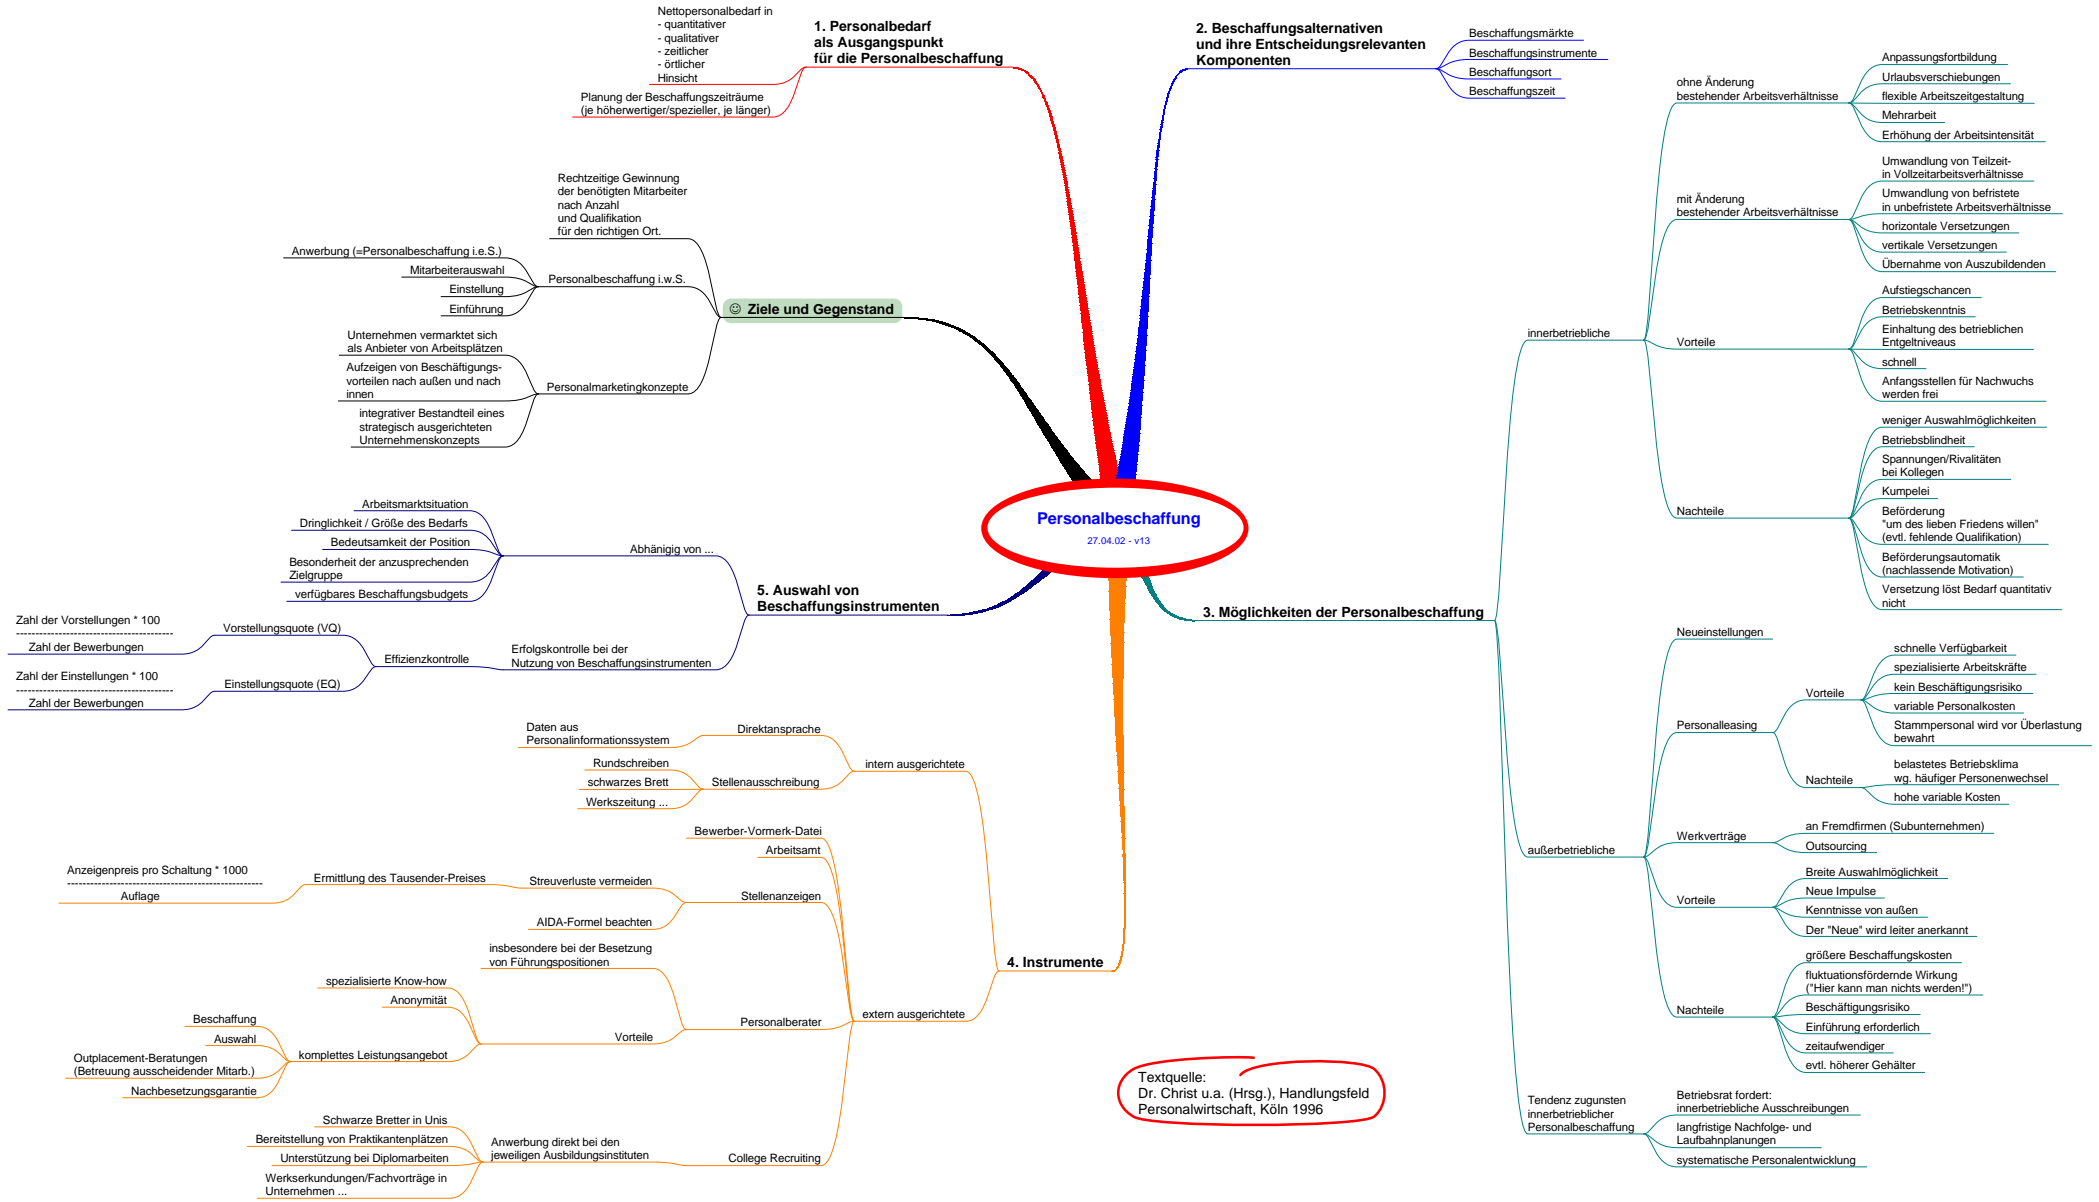 Personalbeschaffung
27.04.02 - v13
Ziele und Gegenstand
Rechtzeitige Gewinnung
der benötigten Mitarbeiter
nach Anzahl
und Qualifikation
für den richtigen Ort.
Personalbeschaffung i.w.S.
Anwerbung (=Personalbeschaffung i.e.S.)
Mitarbeiterauswahl
Einstellung
Einführung
Personalmarketingkonzepte
Unternehmen vermarktet sich
als Anbieter von Arbeitsplätzen
Aufzeigen von Beschäftigungs-
vorteilen nach außen und nach
innen
integrativer Bestandteil eines
strategisch ausgerichteten
Unternehmenskonzepts
1. Personalbedarf
als Ausgangspunkt
für die Personalbeschaffung
Nettopersonalbedarf in
- quantitativer
- qualitativer
- zeitlicher
- örtlicher
Hinsicht
Planung der Beschaffungszeiträume
(je höherwertiger/spezieller, je länger)
2. Beschaffungsalternativen
und ihre Entscheidungsrelevanten
Komponenten
Beschaffungsmärkte
Beschaffungsinstrumente
Beschaffungsort
Beschaffungszeit
3. Möglichkeiten der Personalbeschaffung
innerbetriebliche
ohne Änderung
bestehender Arbeitsverhältnisse
Anpassungsfortbildung
Urlaubsverschiebungen
flexible Arbeitszeitgestaltung
Mehrarbeit
Erhöhung der Arbeitsintensität
mit Änderung
bestehender Arbeitsverhältnisse
Umwandlung von Teilzeit-
in Vollzeitarbeitsverhältnisse
Umwandlung von befristete
in unbefristete Arbeitsverhältnisse
horizontale Versetzungen
vertikale Versetzungen
Übernahme von Auszubildenden
Vorteile
Aufstiegschancen
Betriebskenntnis
Einhaltung des betrieblichen
Entgeltniveaus
schnell
Anfangsstellen für Nachwuchs
werden frei
Nachteile
weniger Auswahlmöglichkeiten
Betriebsblindheit
Spannungen/Rivalitäten
bei Kollegen
Kumpelei
Beförderung
"um des lieben Friedens willen"
(evtl. fehlende Qualifikation)
Beförderungsautomatik
(nachlassende Motivation)
Versetzung löst Bedarf quantitativ
nicht
außerbetriebliche
Neueinstellungen
Personalleasing
Vorteile
schnelle Verfügbarkeit
spezialisierte Arbeitskräfte
kein Beschäftigungsrisiko
variable Personalkosten
Stammpersonal wird vor Überlastung
bewahrt
Nachteile
belastetes Betriebsklima
wg. häufiger Personenwechsel
hohe variable Kosten
Werkverträge
an Fremdfirmen (Subunternehmen)
Outsourcing
Vorteile
Breite Auswahlmöglichkeit
Neue Impulse
Kenntnisse von außen
Der "Neue" wird leiter anerkannt
Nachteile
größere Beschaffungskosten
fluktuationsfördernde Wirkung
("Hier kann man nichts werden!")
Beschäftigungsrisiko
Einführung erforderlich
zeitaufwendiger
evtl. höherer Gehälter
Tendenz zugunsten
innerbetrieblicher
Personalbeschaffung
Betriebsrat fordert:
innerbetriebliche Ausschreibungen
langfristige Nachfolge- und
Laufbahnplanungen
systematische Personalentwicklung
4. Instrumente
intern ausgerichtete
Direktansprache
Daten aus
Personalinformationssystem
Stellenausschreibung
Rundschreiben
schwarzes Brett
Werkszeitung ...
extern ausgerichtete
Bewerber-Vormerk-Datei
Arbeitsamt
Stellenanzeigen
Streuverluste vermeiden
Ermittlung des Tausender-Preises
Anzeigenpreis pro Schaltung * 1000
---------------------------------------------------
Auflage
AIDA-Formel beachten
Personalberater
insbesondere bei der Besetzung
von Führungspositionen
Vorteile
spezialisierte Know-how
Anonymität
komplettes Leistungsangebot
Beschaffung
Auswahl
Outplacement-Beratungen
(Betreuung ausscheidender Mitarb.)
Nachbesetzungsgarantie
College Recruiting
Anwerbung direkt bei den
jeweiligen Ausbildungsinstituten
Schwarze Bretter in Unis
Bereitstellung von Praktikantenplätzen
Unterstützung bei Diplomarbeiten
Werkserkundungen/Fachvorträge in
Unternehmen ...
5. Auswahl von
Beschaffungsinstrumenten
Abhänigig von ...
Arbeitsmarktsituation
Dringlichkeit / Größe des Bedarfs
Bedeutsamkeit der Position
Besonderheit der anzusprechenden
Zielgruppe
verfügbares Beschaffungsbudgets
Erfolgskontrolle bei der
Nutzung von Beschaffungsinstrumenten
Effizienzkontrolle
Vorstellungsquote (VQ)
Zahl der Vorstellungen * 100
-----------------------------------------
Zahl der Bewerbungen
Einstellungsquote (EQ)
Zahl der Einstellungen * 100
-----------------------------------------
Zahl der Bewerbungen
Textquelle:
Dr. Christ u.a. (Hrsg.), Handlungsfeld
Personalwirtschaft, Köln 1996